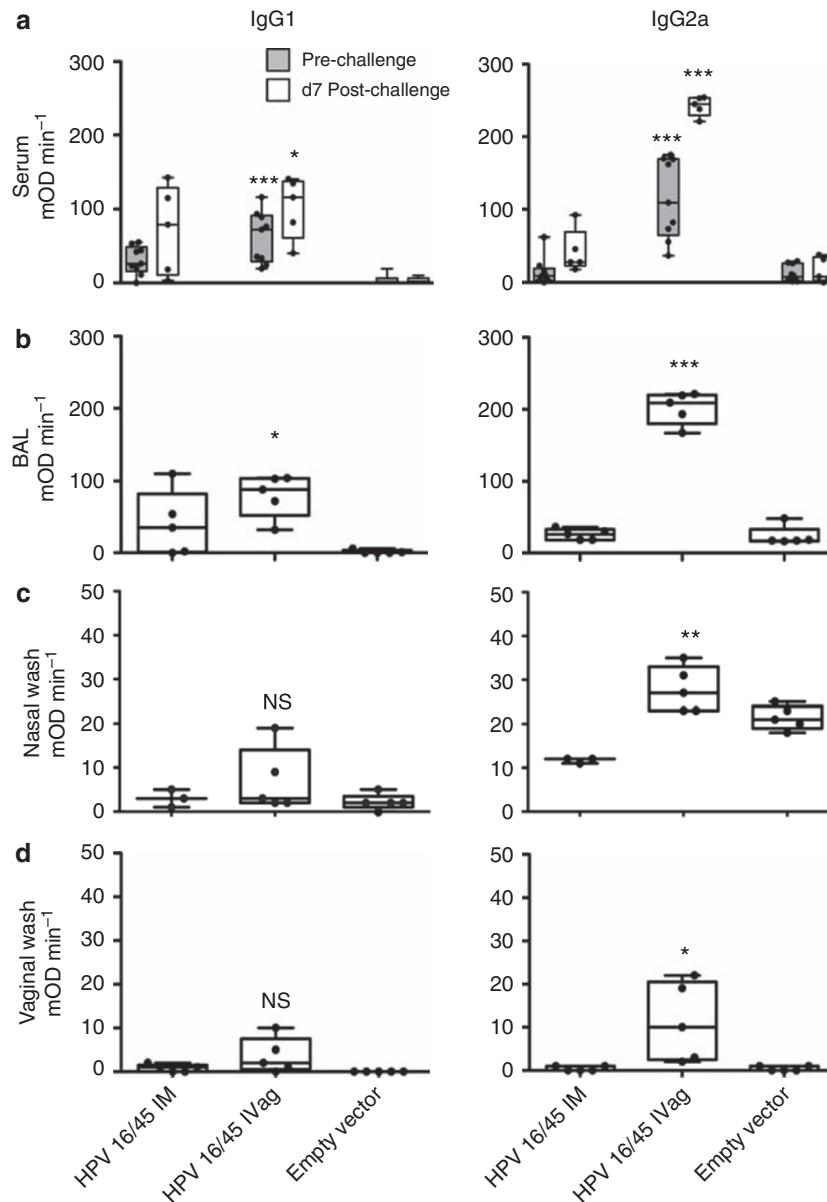 a
IgG1
IgG2a
Pre-challenge
d7 Post-challenge
Serum
mOD min−1
300
200
100
0
***
*
300
200
100
0
***
***
b
BAL
mOD min−1
300
200
100
0
*
300
200
100
0
***
c
Nasal wash
mOD min−1
50
40
30
20
10
0
NS
50
40
30
20
10
0
**
d
Vaginal wash
mOD min−1
50
40
30
20
10
0
NS
50
40
30
20
10
0
*
HPV 16/45 IM
HPV 16/45 IVag
Empty vector
HPV 16/45 IM
HPV 16/45 IVag
Empty vector